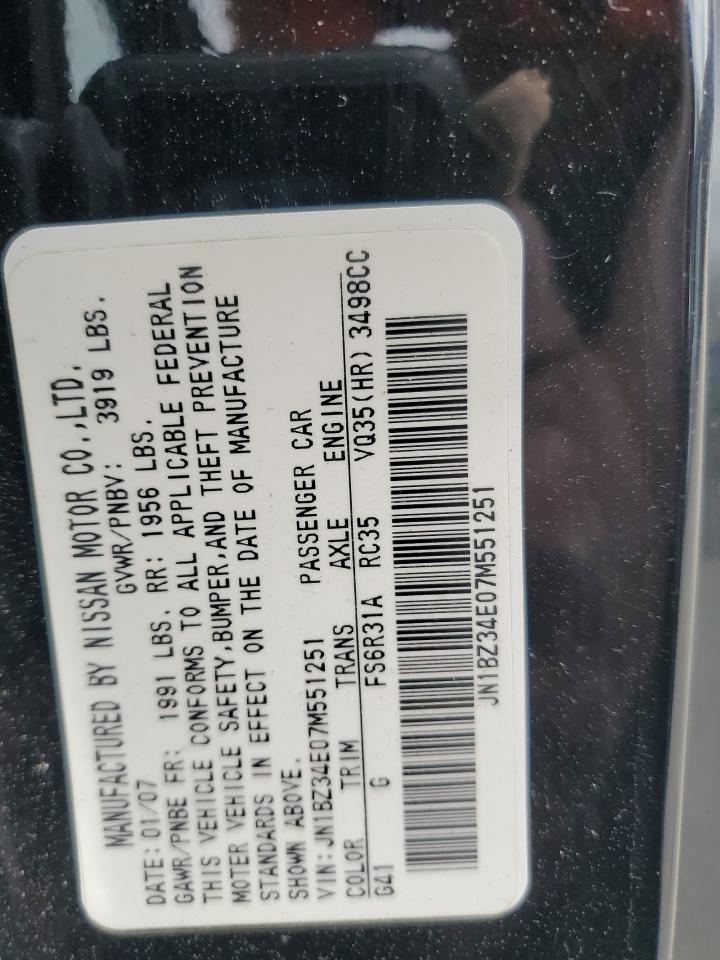 MANUFACTURED BY NISSAN MOTOR CO.,LTD.
DATE: 01/07 GVWR/PNBV: 3919 LBS.
GAWR/PNBE FR: 1991 LBS. RR: 1956 LBS.
THIS VEHICLE CONFORMS TO ALL APPLICABLE FEDERAL
MOTER VEHICLE SAFETY,BUMPER,AND THEFT PREVENTION
STANDARDS IN EFFECT ON THE DATE OF MANUFACTURE
SHOWN ABOVE.
VIN:JN1BZ34E07M551251 PASSENGER CAR
COLOR TRIM TRANS AXLE ENGINE
G41 G FS6R31A RC35 VQ35(HR) 3498CC
JN1BZ34E07M551251